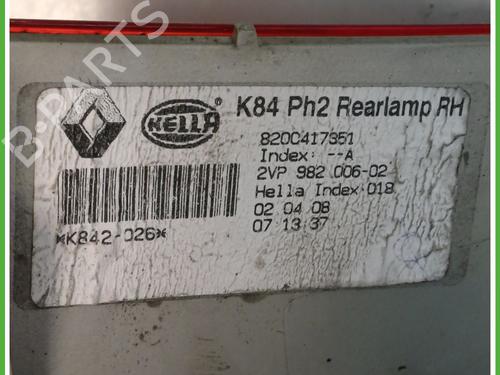 B-PARTS
HELLA
K84 Ph2 Rearlamp RH
8200417351
Index: --A
2VP 982 006-02
Hella Index 018
02 04 08
07 13 37
*K842-026*